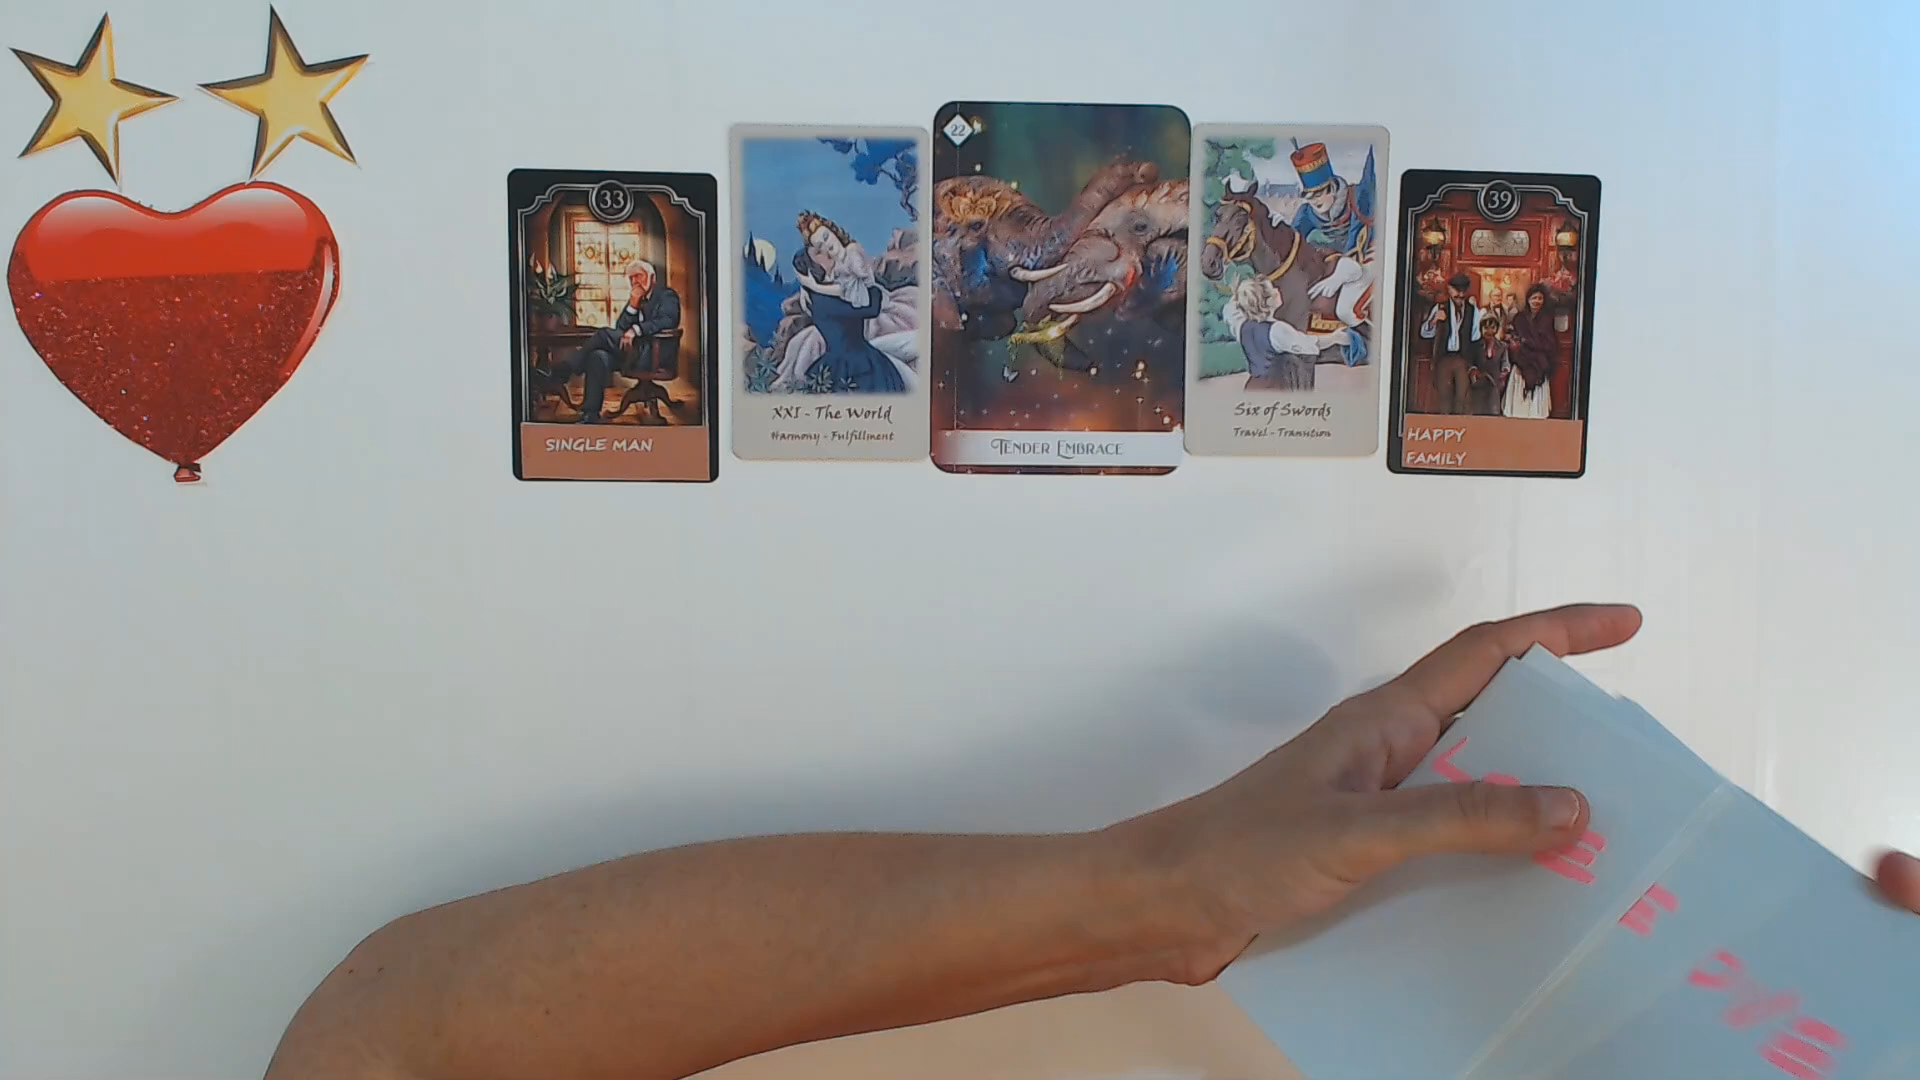 33
SINGLE MAN
XXI - The World
Harmony - Fulfillment
22
TENDER EMBRACE
Six of Swords
Travel - Transition
39
HAPPY
FAMILY